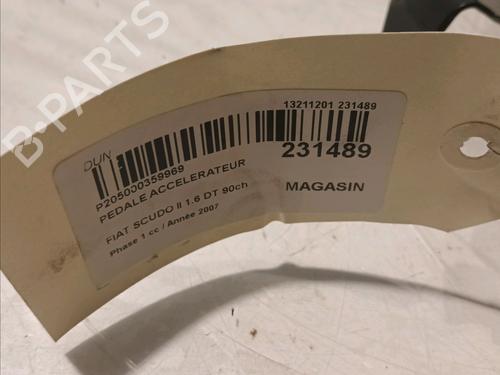 B-PARTS
DUN
13211201 231489
P205000359969
231489
PEDALE ACCELERATEUR
MAGASIN
FIAT SCUDO II 1.6 DT 90ch
Phase 1 cc / Année 2007